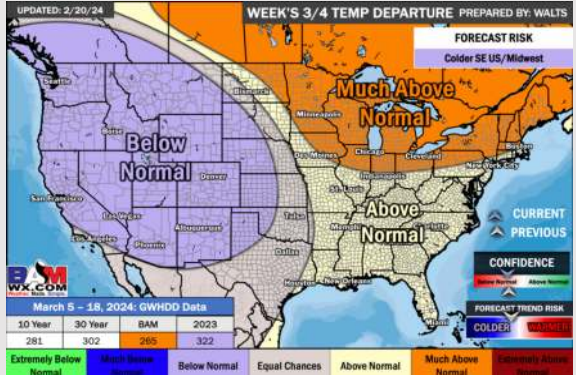 UPDATED: 2/20/24
WEEK'S 3/4 TEMP DEPARTURE PREPARED BY: WALTS
FORECAST RISK
Colder SE US/Midwest
Much Above
Normal
Seattle
Bismarck
Minneapolis
Boise
Below
Normal
Boston
Des Moines
Chicago
Cleveland
New York City
Denver
Indianapolis
St. Louis
San Francisco
Las Vegas
Above
Normal
Tulsa
Memphis
Charlotte
CURRENT
PREVIOUS
Los Angeles
Albuquerque
Phoenix
Dallas
Houston
New Orleans
Miami
CONFIDENCE
Below Normal Above Normal
BAM
WX.COM
FORECAST TREND RISK
COLDER WARMER
March 5 – 18, 2024: GWHDD Data
10 Year 30 Year BAM 2023
281 302 265 322
Extremely Below
Normal
Much Below
Normal
Below Normal
Equal Chances
Above Normal
Much Above
Normal
Extremely Above
Normal